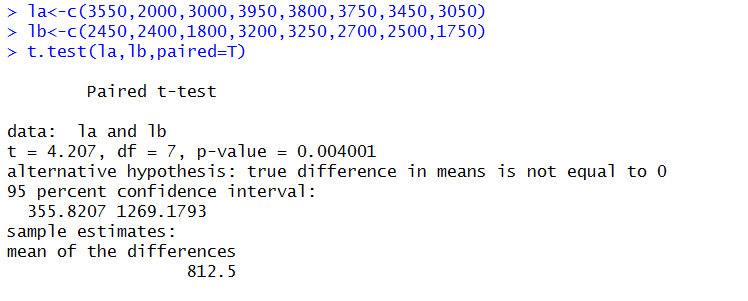 > la<-c(3550,2000,3000,3950,3800,3750,3450,3050)
> lb<-c(2450,2400,1800,3200,3250,2700,2500,1750)
> t.test(la,lb,paired=T)
Paired t-test
data: la and lb
t = 4.207, df = 7, p-value = 0.004001
alternative hypothesis: true difference in means is not equal to 0
95 percent confidence interval:
355.8207 1269.1793
sample estimates:
mean of the differences
812.5